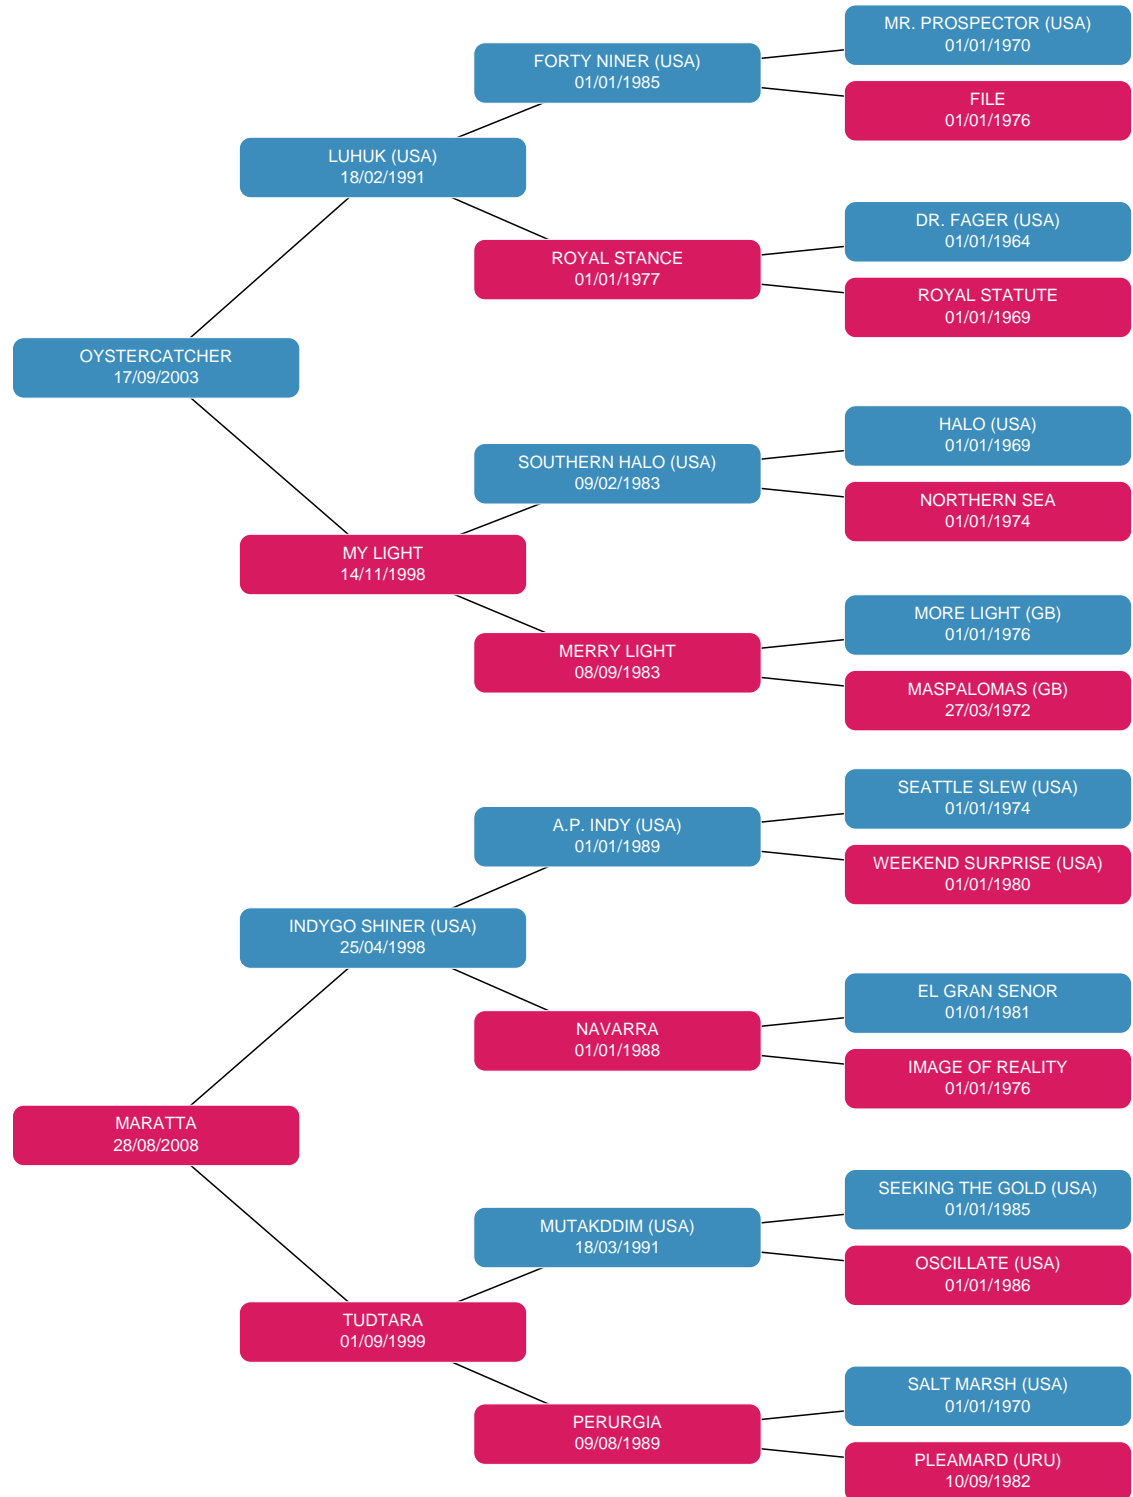 MR. PROSPECTOR (USA)
01/01/1970
FORTY NINER (USA)
01/01/1985
FILE
01/01/1976
LUHUK (USA)
18/02/1991
DR. FAGER (USA)
01/01/1964
ROYAL STANCE
01/01/1977
ROYAL STATUTE
01/01/1969
OYSTERCATCHER
17/09/2003
HALO (USA)
01/01/1969
SOUTHERN HALO (USA)
09/02/1983
NORTHERN SEA
01/01/1974
MY LIGHT
14/11/1998
MORE LIGHT (GB)
01/01/1976
MERRY LIGHT
08/09/1983
MASPALOMAS (GB)
27/03/1972
SEATTLE SLEW (USA)
01/01/1974
A.P. INDY (USA)
01/01/1989
WEEKEND SURPRISE (USA)
01/01/1980
INDYGO SHINER (USA)
25/04/1998
EL GRAN SENOR
01/01/1981
NAVARRA
01/01/1988
IMAGE OF REALITY
01/01/1976
MARATTA
28/08/2008
SEEKING THE GOLD (USA)
01/01/1985
MUTAKDDIM (USA)
18/03/1991
OSCILLATE (USA)
01/01/1986
TUDTARA
01/09/1999
SALT MARSH (USA)
01/01/1970
PERURGIA
09/08/1989
PLEAMARD (URU)
10/09/1982